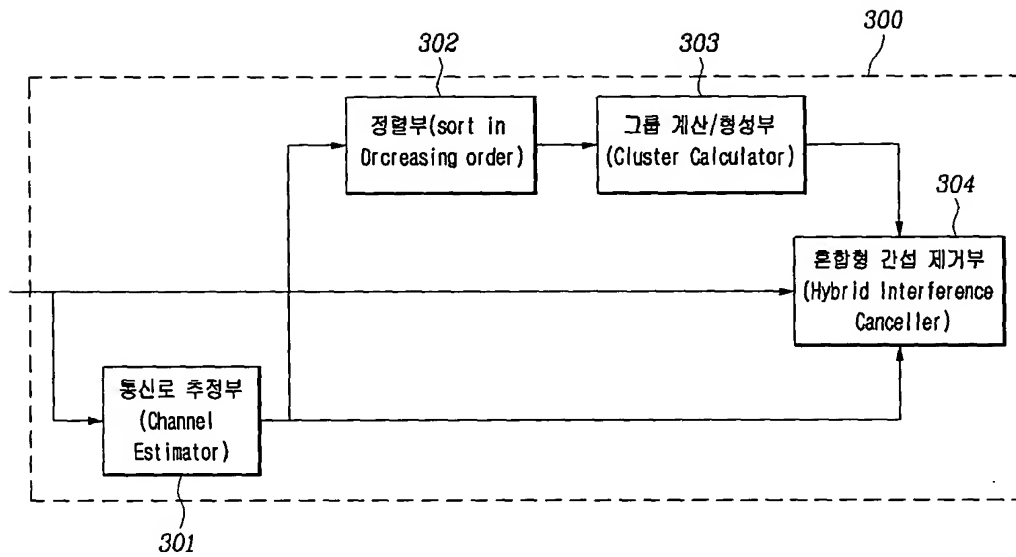 302
303
300
정렬부(sort in
Drcreasing order)
그룹 계산/형성부
(Cluster Calculator)
304
혼합형 간섭 제거부
(Hybrid Interference
Canceller)
통신로 추정부
(Channel
Estimator)
301